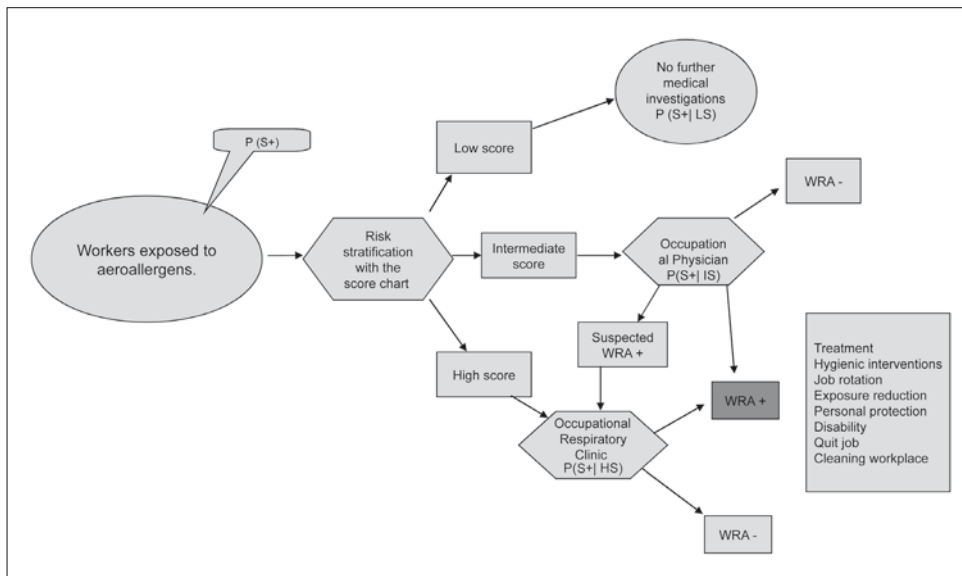 P (S+)
Workers exposed to
aeroallergens.
Risk
stratification
with the
score chart
Low score
No further
medical
investigations
P (S+| LS)
Intermediate
score
Occupation
al Physician
P(S+| IS)
WRA -
Suspected
WRA +
High score
Occupational
Respiratory
Clinic
P(S+| HS)
WRA +
WRA -
Treatment
Hygienic interventions
Job rotation
Exposure reduction
Personal protection
Disability
Quit job
Cleaning workplace